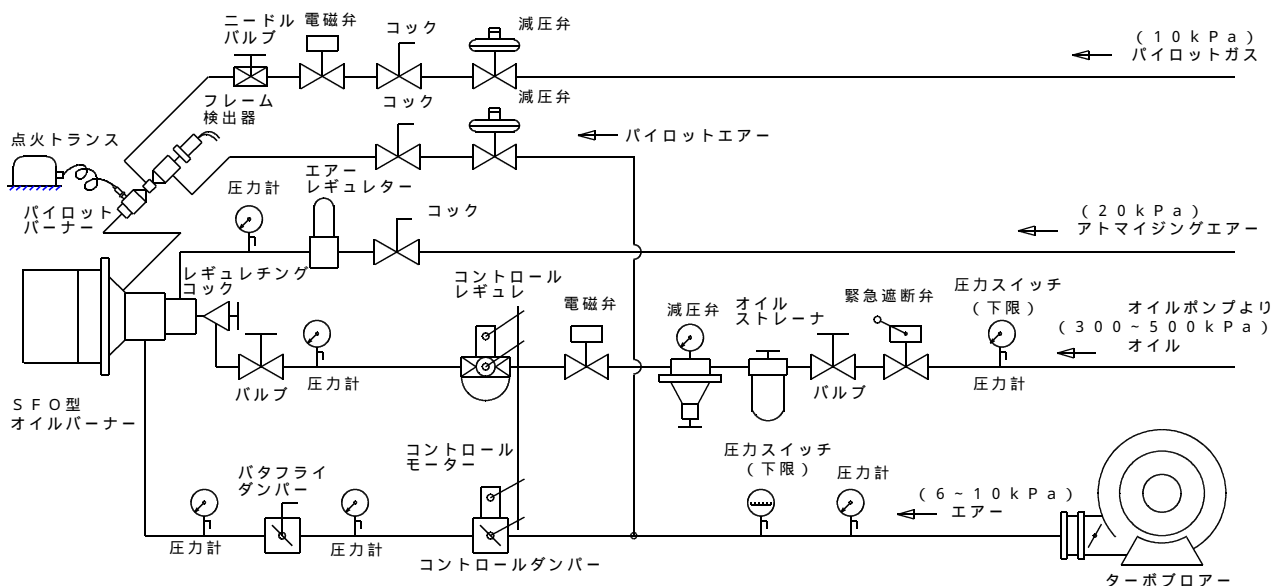 ニードル
バルブ
電磁弁
コック
減圧弁
（１０ｋＰａ）
パイロットガス
フレーム
検出器
コック
減圧弁
パイロットエアー
点火トランス
エアー
レギュレター
圧力計
コック
パイロット
バーナー
（２０ｋＰａ）
アトマイジングエアー
レギュレチング
コック
コントロール
レギュレ
電磁弁
減圧弁
オイル
ストレーナ
緊急遮断弁
圧力スイッチ
（下限）
オイルポンプより
（３００~５００ｋＰａ）
オイル
バルブ
圧力計
バルブ
圧力計
ＳＦＯ型
オイルバーナー
バタフライ
ダンパー
コントロール
モーター
圧力スイッチ
（下限）
圧力計
（６~１０ｋＰａ）
エアー
圧力計
圧力計
コントロールダンパー
ターボブロアー